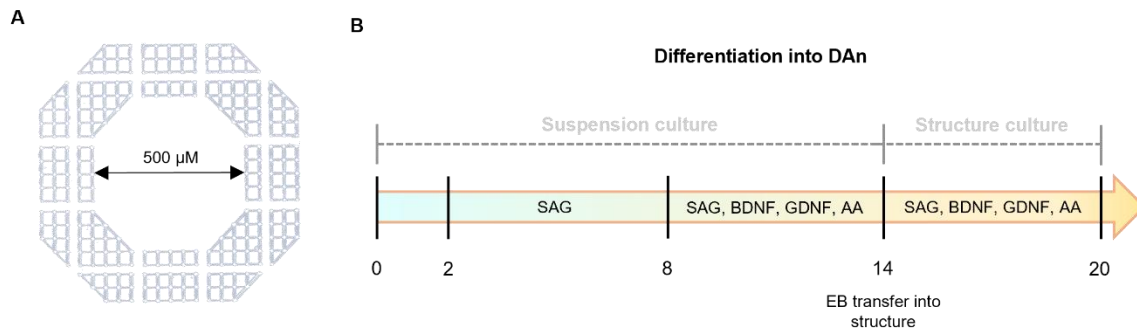 A
500 μM
B
Differentiation into DAn
Suspension culture
Structure culture
SAG
SAG, BDNF, GDNF, AA
SAG, BDNF, GDNF, AA
0
2
8
14
20
EB transfer into
structure